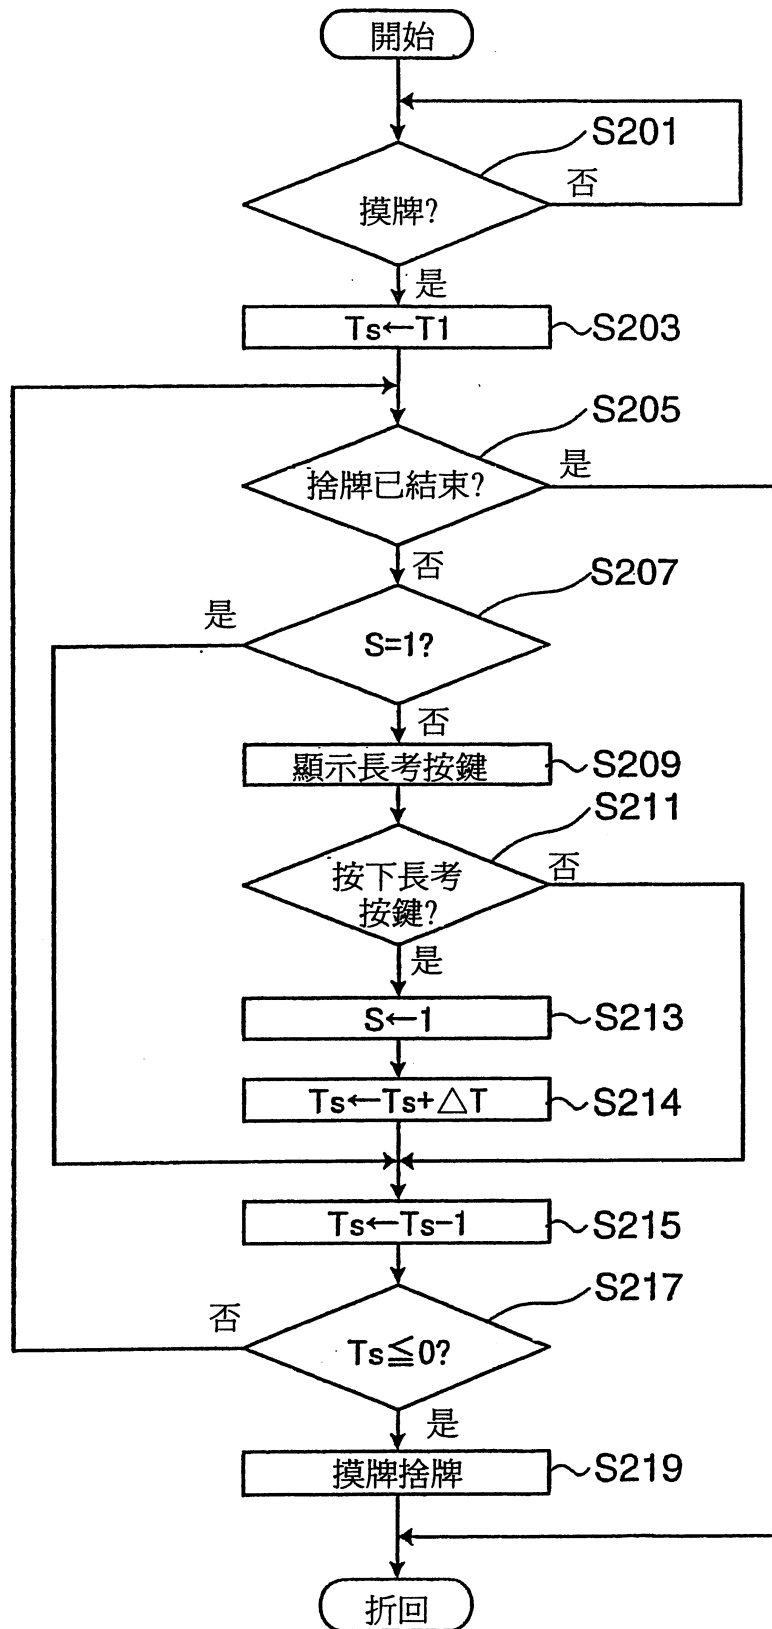 開始
S201
摸牌?
否
是
Ts←T1
S203
S205
捨牌已結束?
是
否
S207
是
S=1?
否
顯示長考按鍵
S209
S211
按下長考
按鍵?
否
是
S←1
S213
Ts←Ts+△T
S214
Ts←Ts-1
S215
S217
否
Ts≦0?
是
摸牌捨牌
S219
折回